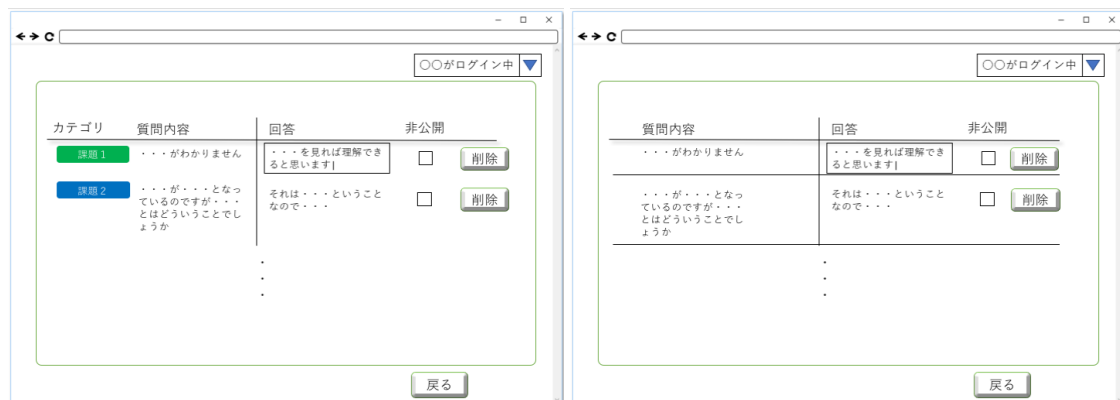 ○○がログイン中
カテゴリ 質問内容 回答 非公開
課題１ ・・・がわかりません ・・・を見れば理解でき
ると思います| 削除
課題２ ・・・が・・・となっ
ているのですが・・・
とはどういうことでし
ょうか
それは・・・ということ
なので・・・ 削除
・
・
・
戻る
○○がログイン中
質問内容 回答 非公開
・・・がわかりません ・・・を見れば理解でき
ると思います| 削除
・・・が・・・となっ
ているのですが・・・
とはどういうことでし
ょうか
それは・・・ということ
なので・・・ 削除
・
・
・
戻る